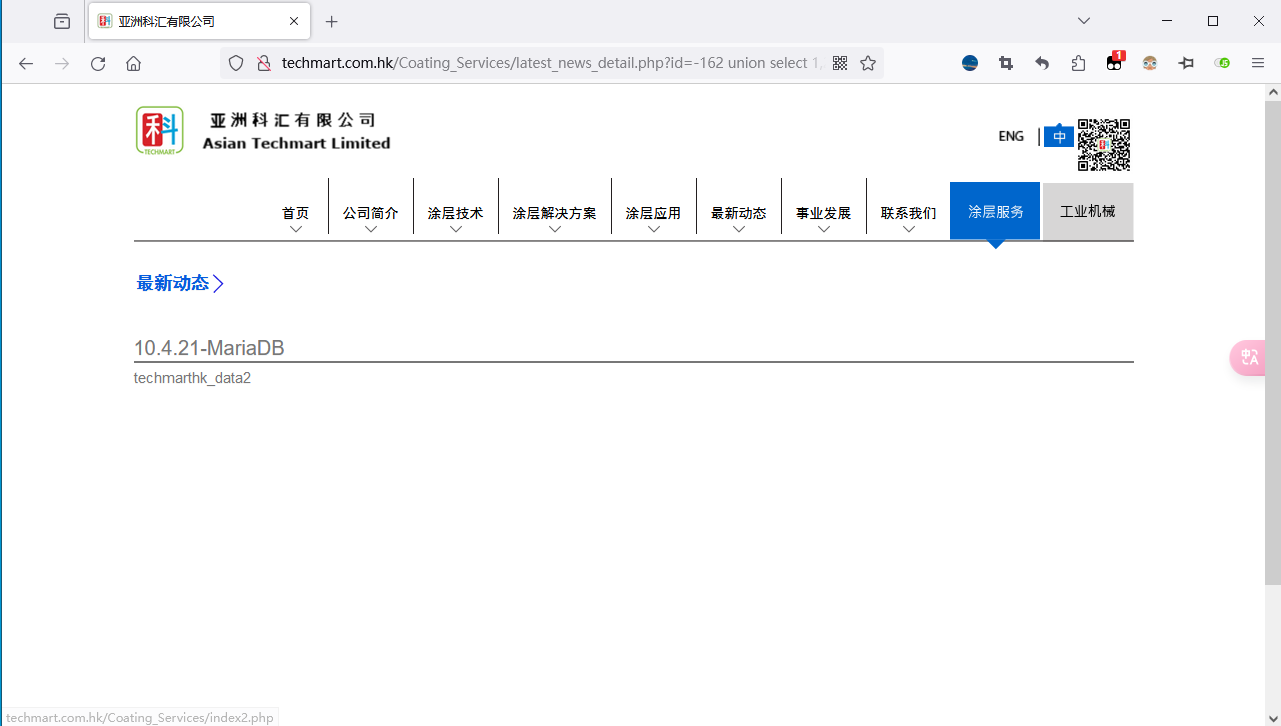 亚洲科汇有限公司
techmart.com.hk/Coating_Services/latest_news_detail.php?id=-162 union select 1,
1
科
TECHMART
亚洲科汇有限公司
Asian Techmart Limited
ENG
中
首页
公司简介
涂层技术
涂层解决方案
涂层应用
最新动态
事业发展
联系我们
涂层服务
工业机械
最新动态
10.4.21-MariaDB
techmarthk_data2
techmart.com.hk/Coating_Services/index2.php